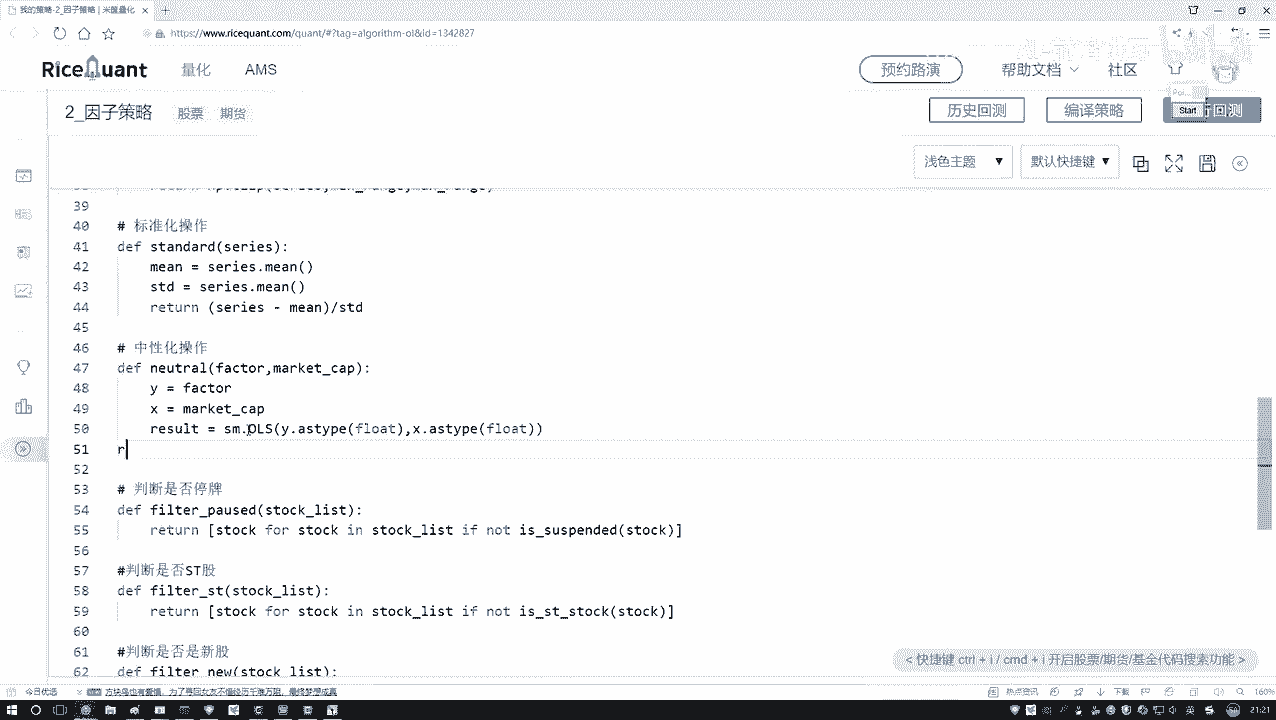 我的策略-2_因子策略 | 米筐量化
https://www.ricequant.com/quant/#?tag=algorithm-ol&id=1342827
RiceQuant 量化 AMS 预约路演 帮助文档 社区
2_因子策略 股票 期货 历史回测 编译策略 回测
Start
浅色主题 ▼ 默认快捷键 ▼
39
40 # 标准化操作
41 def standard(series):
42 mean = series.mean()
43 std = series.mean()
44 return (series - mean)/std
45
46 # 中性化操作
47 def neutral(factor,market_cap):
48 y = factor
49 x = market_cap
50 result = sm.OLS(y.astype(float),x.astype(float))
51 r
52
53 # 判断是否停牌
54 def filter_paused(stock_list):
55 return [stock for stock in stock_list if not is_suspended(stock)]
56
57 #判断是否ST股
58 def filter_st(stock_list):
59 return [stock for stock in stock_list if not is_st_stock(stock)]
60
61 #判断是否是新股
62 def filter_new(stock_list):
< 快捷键 ctrl + i / cmd + i 开启股票/期货/基金代码搜索功能 >
今日优选 热点资讯 下载 160%
21:21